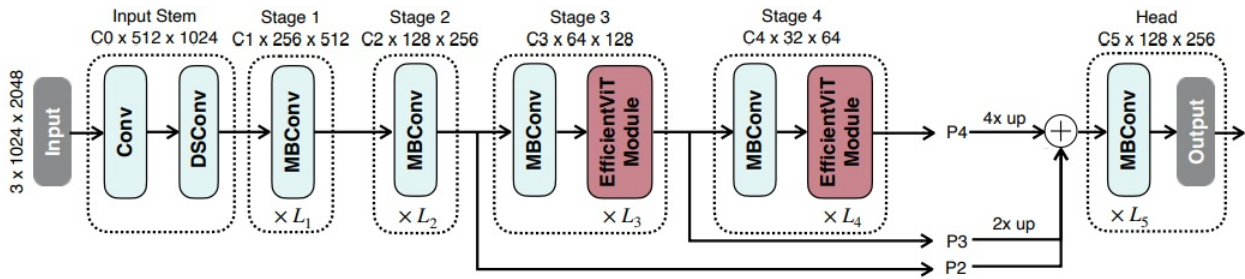 Input Stem
C0 x 512 x 1024
Stage 1
C1 x 256 x 512
Stage 2
C2 x 128 x 256
Stage 3
C3 x 64 x 128
Stage 4
C4 x 32 x 64
Head
C5 x 128 x 256
3 x 1024 x 2048
Input
Conv
DSConv
MBConv
× L1
MBConv
× L2
MBConv
EfficientViT
Module
× L3
MBConv
EfficientViT
Module
× L4
P4
4x up
+
MBConv
Output
× L5
P3
2x up
P2